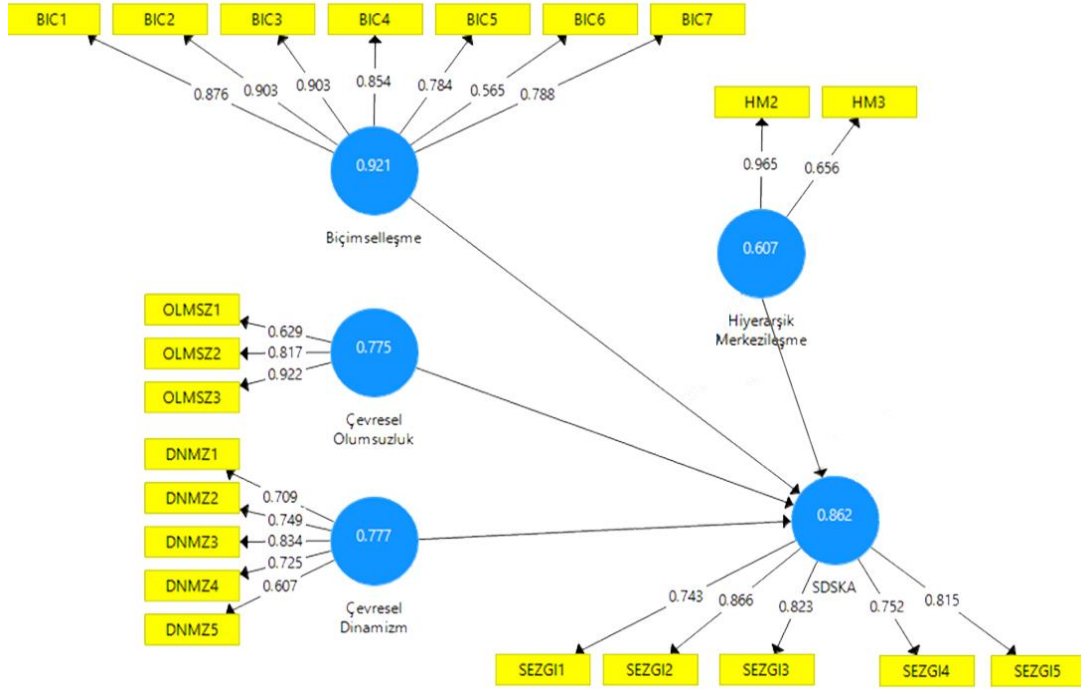 BIC1
BIC2
BIC3
BIC4
BIC5
BIC6
BIC7
0.876
0.903
0.903
0.854
0.784
0.565
0.788
0.921
Biçimselleşme
HM2
HM3
0.965
0.656
0.607
Hiyerarşik
Merkezileşme
OLMSZ1
OLMSZ2
OLMSZ3
0.629
0.817
0.922
0.775
Çevresel
Olumsuzluk
DNMZ1
DNMZ2
DNMZ3
DNMZ4
DNMZ5
0.709
0.749
0.834
0.725
0.607
0.777
Çevresel
Dinamizm
0.862
SDSKA
0.743
0.866
0.823
0.752
0.815
SEZGI1
SEZGI2
SEZGI3
SEZGI4
SEZGI5